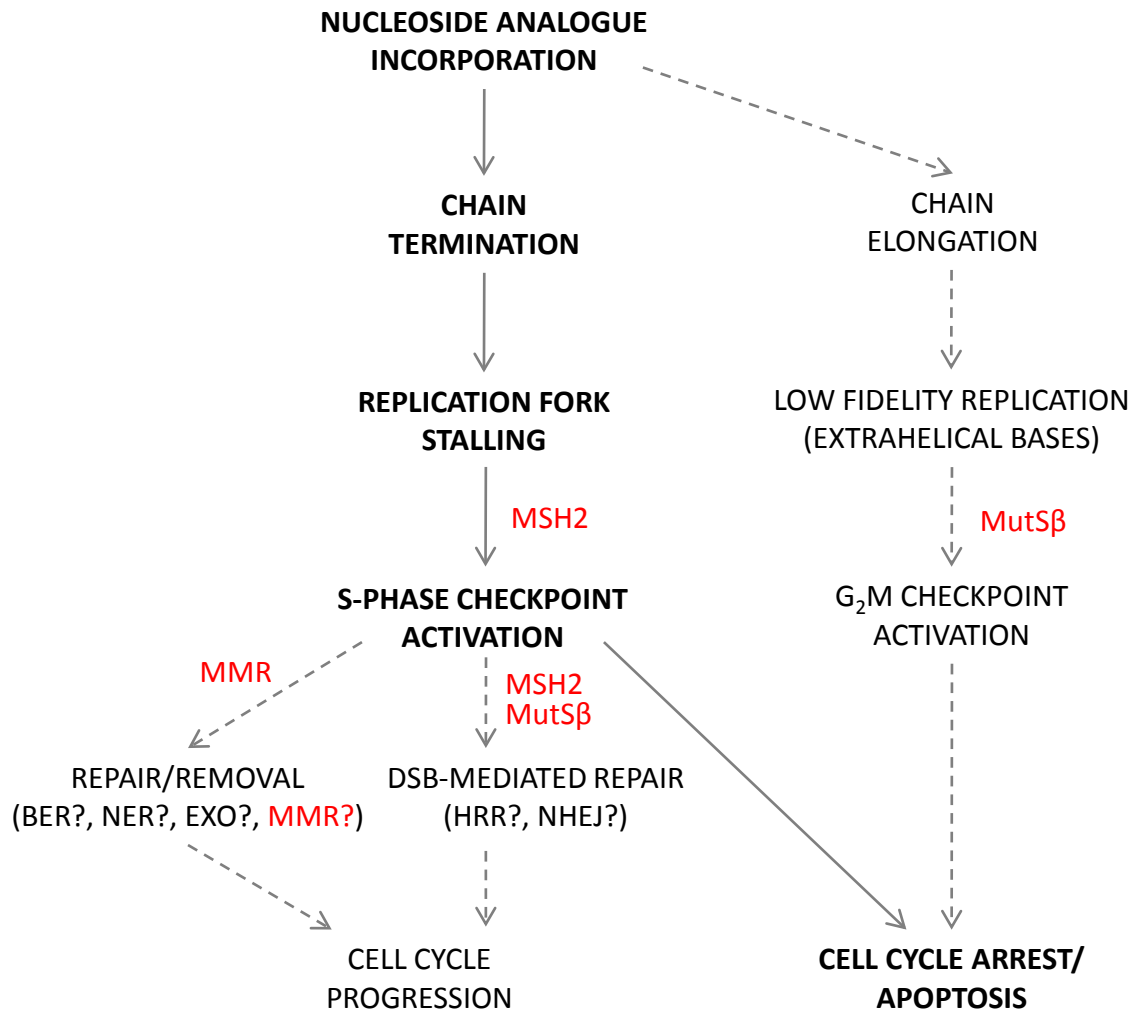 NUCLEOSIDE ANALOGUE
INCORPORATION
CHAIN
TERMINATION
CHAIN
ELONGATION
REPLICATION FORK
STALLING
LOW FIDELITY REPLICATION
(EXTRAHELICAL BASES)
MSH2
MutSβ
S-PHASE CHECKPOINT
ACTIVATION
G₂M CHECKPOINT
ACTIVATION
MMR
MSH2
MutSβ
REPAIR/REMOVAL
(BER?, NER?, EXO?, MMR?)
DSB-MEDIATED REPAIR
(HRR?, NHEJ?)
CELL CYCLE
PROGRESSION
CELL CYCLE ARREST/
APOPTOSIS